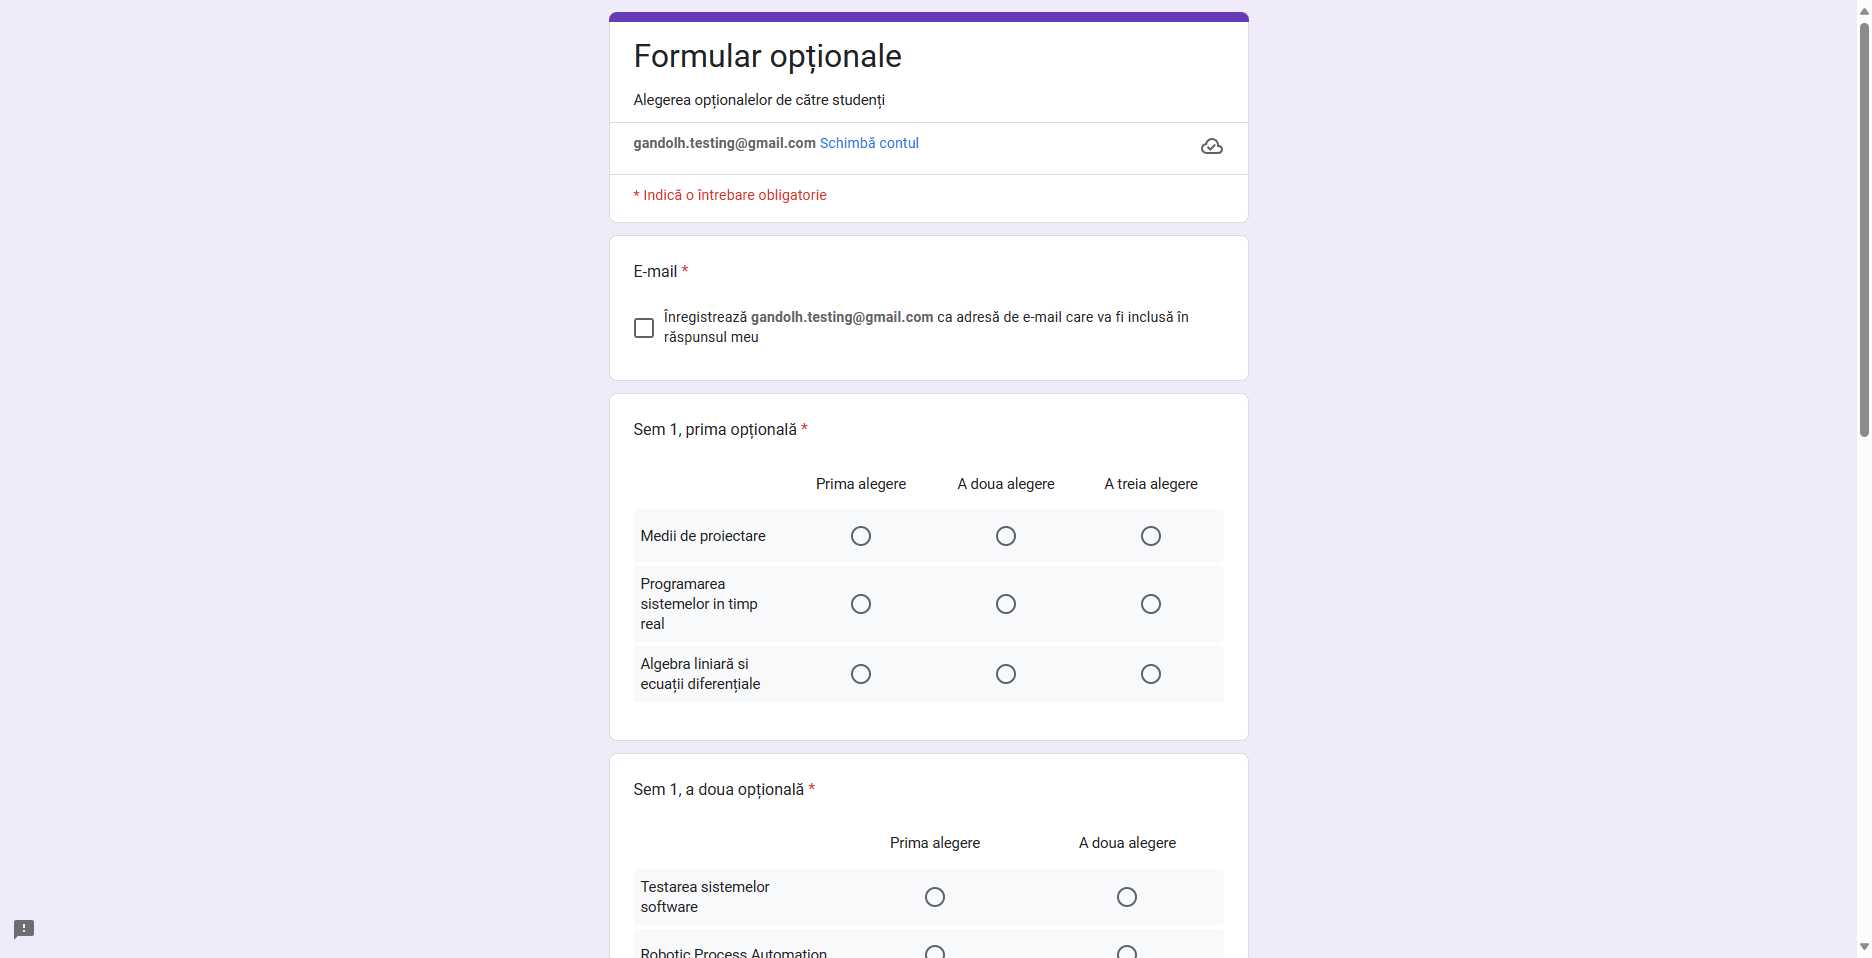 Formular opționale
Alegerea opționalelor de către studenți
gandolh.testing@gmail.com Schimbă contul
* Indică o întrebare obligatorie
E-mail *
Înregistrează gandolh.testing@gmail.com ca adresă de e-mail care va fi inclusă în
răspunsul meu
Sem 1, prima opțională *
Prima alegere A doua alegere A treia alegere
Medii de proiectare
Programarea
sistemelor in timp
real
Algebra liniară si
ecuații diferențiale
Sem 1, a doua opțională *
Prima alegere A doua alegere
Testarea sistemelor
software
Robotic Process Automation